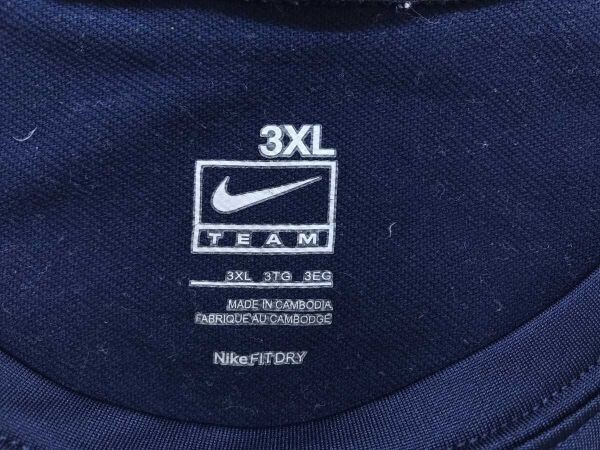 3XL
TEAM
3XL 3TG 3EG
MADE IN CAMBODIA
FABRIQUE AU CAMBODGE
NikeFITDRY